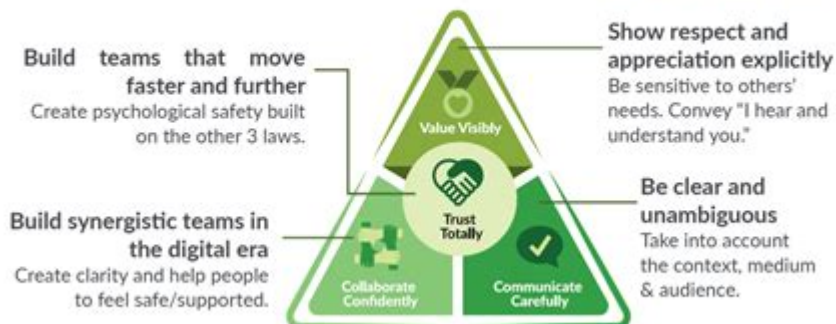 Build teams that move
faster and further
Create psychological safety built
on the other 3 laws.
Show respect and
appreciation explicitly
Be sensitive to others'
needs. Convey “I hear and
understand you.”
Value Visibly
Trust
Totally
Build synergistic teams in
the digital era
Create clarity and help people
to feel safe/supported.
Be clear and
unambiguous
Take into account
the context, medium
& audience.
Collaborate
Confidently
Communicate
Carefully